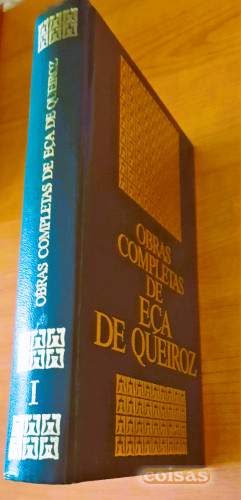 OBRAS COMPLETAS DE EÇA DE QUEIROZ
I
OBRAS
COMPLETAS
DE
EÇA
DE QUEIROZ
coisas